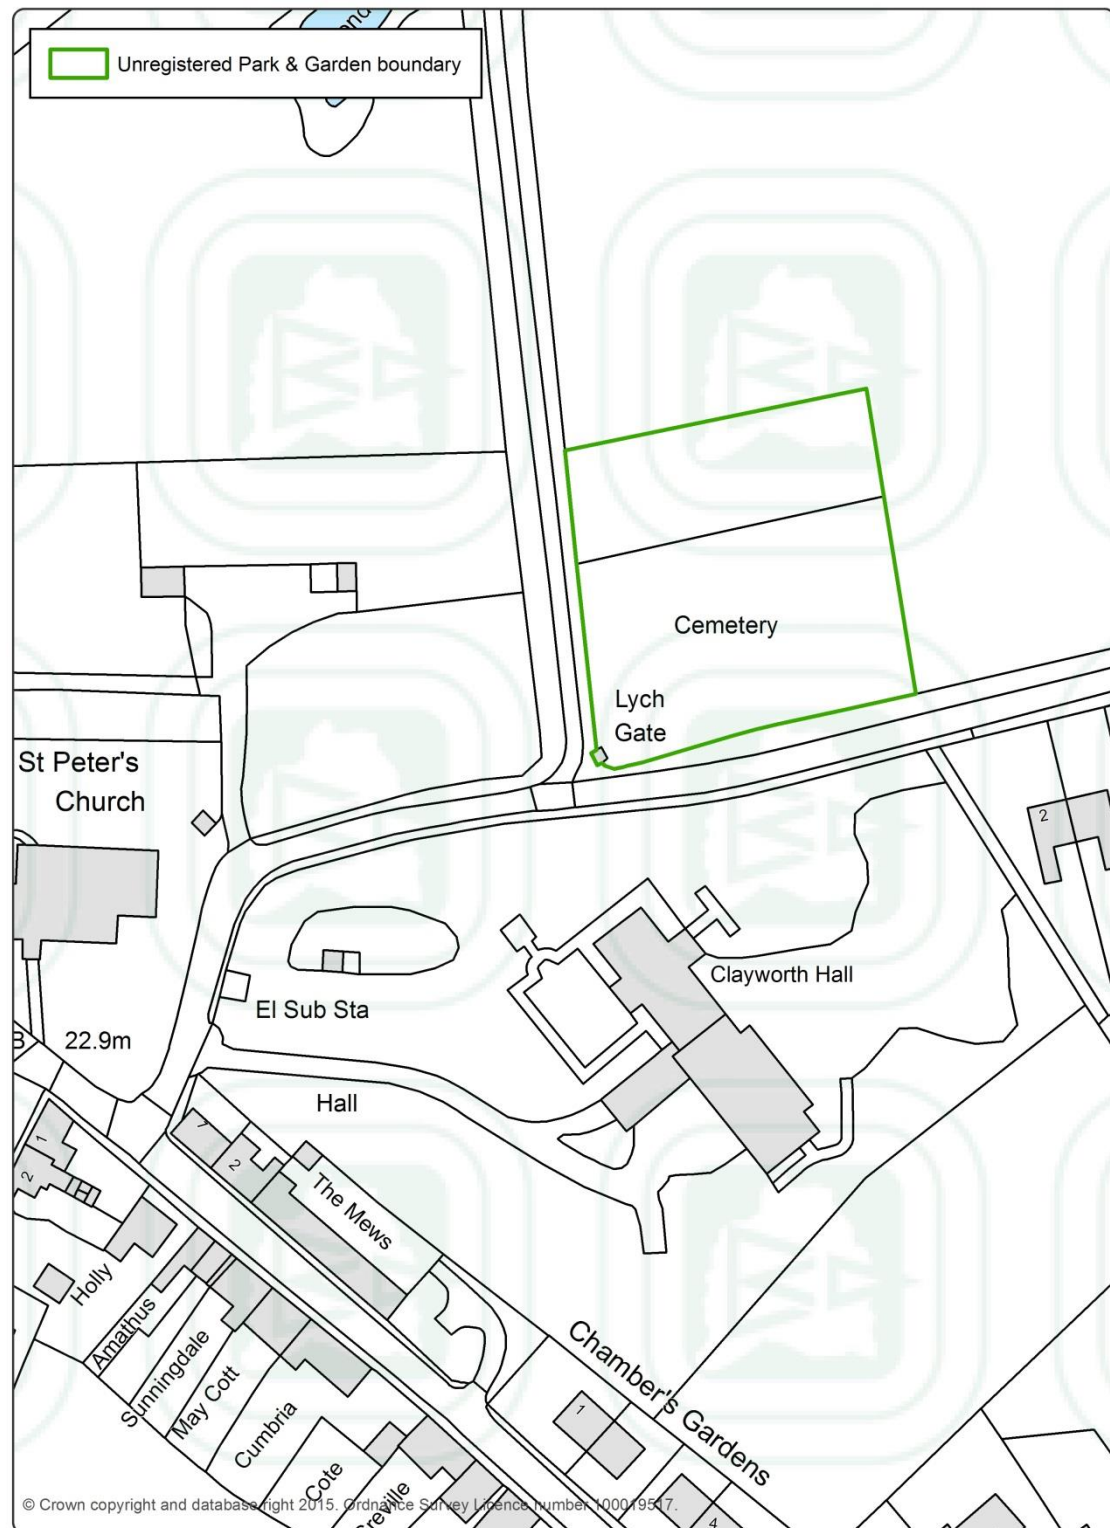 Unregistered Park & Garden boundary
Cemetery
Lych
Gate
St Peter's
Church
2
Clayworth Hall
El Sub Sta
22.9m
Hall
1
2
7
2
The Mews
Holly
Amathus
Sunningdale
May Cott
Cumbria
Cote
Greville
Chamber's Gardens
1
4
© Crown copyright and database right 2015. Ordnance Survey Licence number 100019517.